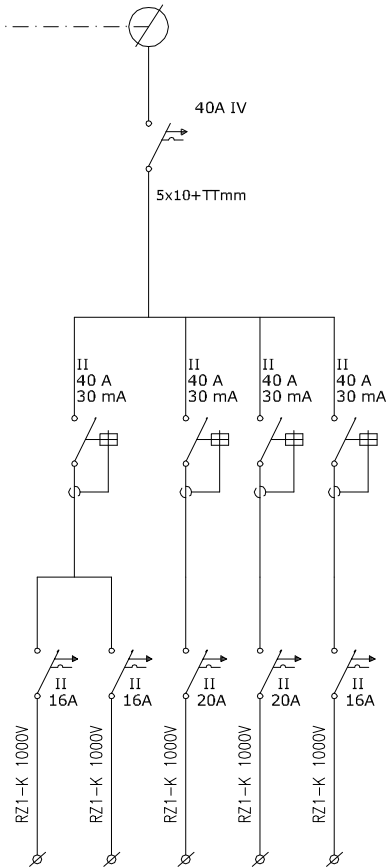 40A IV
5x10+TTmm
II
40 A
30 mA
II
40 A
30 mA
II
40 A
30 mA
II
40 A
30 mA
II
16A
II
16A
II
20A
II
20A
II
16A
RZ1-K 1000V
RZ1-K 1000V
RZ1-K 1000V
RZ1-K 1000V
RZ1-K 1000V